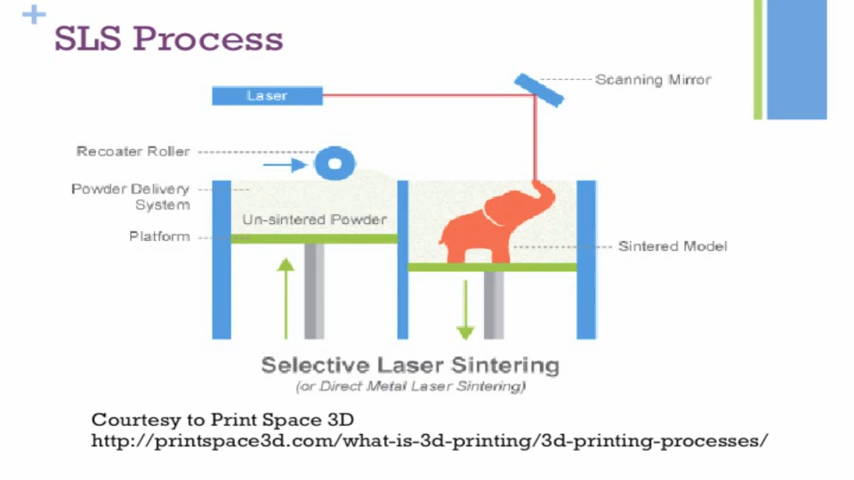 SLS Process
Scanning Mirror
Laser
Recoater Roller
Powder Delivery
System
Un-sintered Powder
Platform
Sintered Model
Selective Laser Sintering
(or Direct Metal Laser Sintering)
Courtesy to Print Space 3D
http://printspace3d.com/what-is-3d-printing/3d-printing-processes/